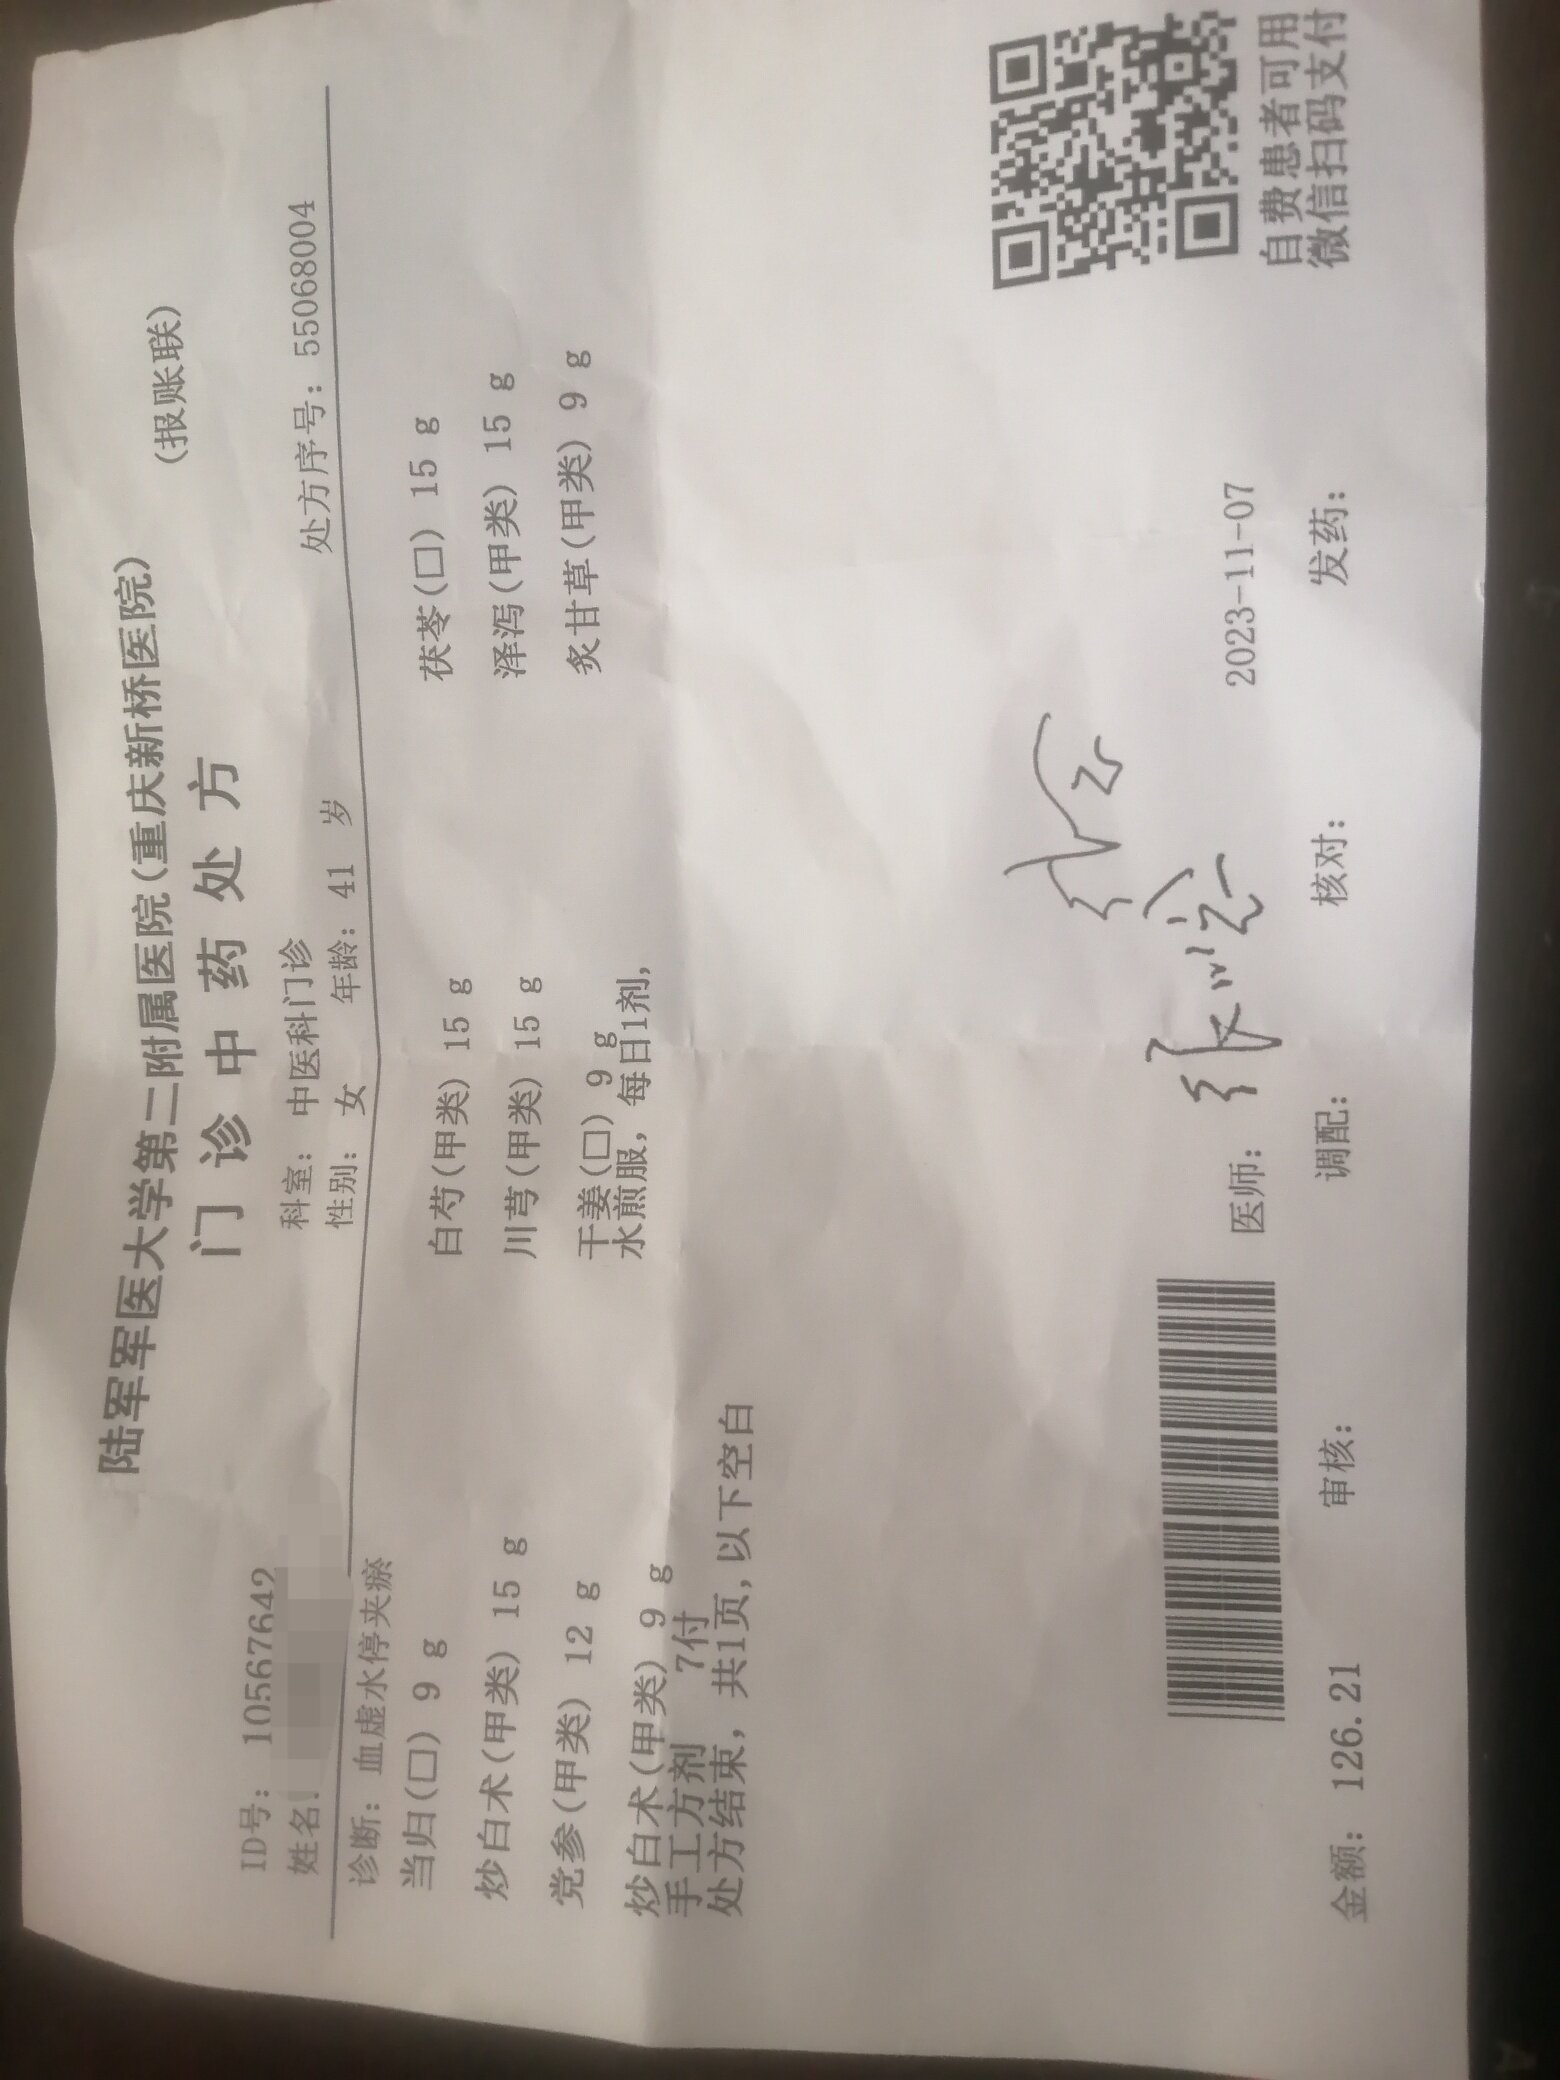 陆军军医大学第二附属医院(重庆新桥医院)
门诊中药处方
(报账联)
ID号: 10567642 科室: 中医科门诊 处方序号: 55068004
姓名: 性别: 女 年龄: 41 岁
诊断: 血虚水停夹瘀
当归(□) 9 g 白芍(甲类) 15 g 茯苓(□) 15 g
炒白术(甲类) 15 g 川芎(甲类) 15 g 泽泻(甲类) 15 g
党参(甲类) 12 g 干姜(□) 9 g 炙甘草(甲类) 9 g
炒白术(甲类) 9 g 水煎服, 每日1剂,
手工方剂 7付
处方结束, 共1页, 以下空白
医师: 2023-11-07
金额: 126.21 审核: 调配: 核对: 发药:
自费患者可用
微信扫码支付